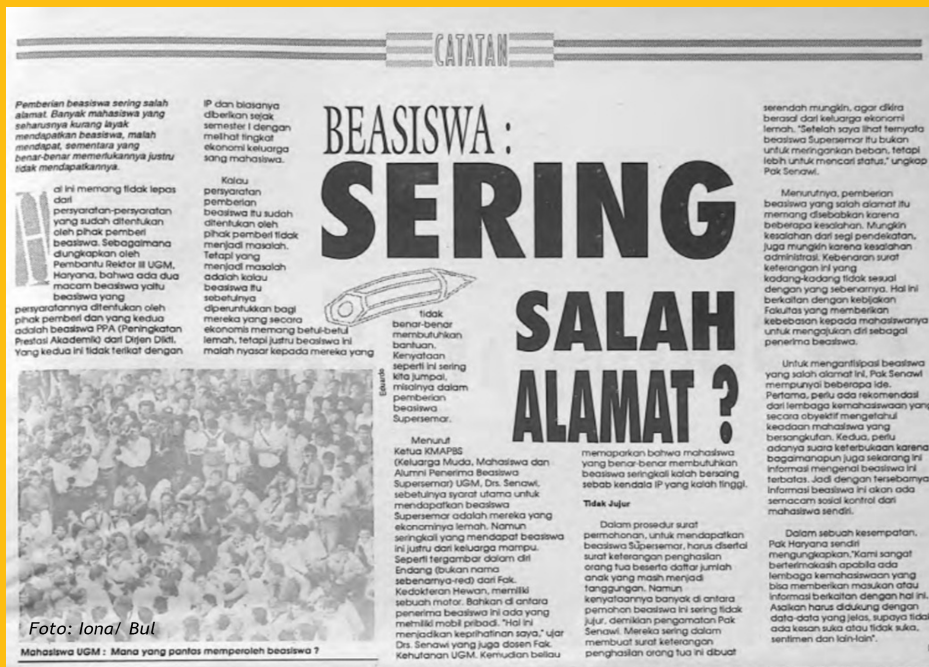 CATATAN
BEASISWA :
SERING
SALAH
ALAMAT ?
Pemberian beasiswa sering salah
alamat. Banyak mahasiswa yang
seharusnya kurang layak
mendapatkan beasiswa, malah
mendapat, sementara yang
benar-benar memerlukannya justru
tidak mendapatkannya.
Hal ini memang tidak lepas
dari
persyaratan-persyaratan
yang sudah ditentukan
oleh pihak pemberi
beasiswa. Sebagaimana
diungkapkan oleh
Pembantu Rektor III UGM,
Haryana, bahwa ada dua
macam beasiswa yaitu
beasiswa yang
persyaratannya ditentukan oleh
pihak pemberi dan yang kedua
adalah beasiswa PPA (Peningkatan
Prestasi Akademik) dari Dirjen Dikti.
Yang kedua ini tidak terikat dengan
IP dan biasanya
diberikan sejak
semester I dengan
melihat tingkat
ekonomi keluarga
sang mahasiswa.
Kalau
persyaratan
pemberian
beasiswa itu sudah
ditentukan oleh
pihak pemberi tidak
menjadi masalah.
Tetapi yang
menjadi masalah
adalah kalau
beasiswa itu
sebetulnya
diperuntukkan bagi
mereka yang secara
ekonomis memang betul-betul
lemah, tetapi justru beasiswa ini
malah nyasar kepada mereka yang
Eduardo
Foto: Iona/ Bul
Mahasiswa UGM : Mana yang pantas memperoleh beasiswa ?
tidak
benar-benar
membutuhkan
bantuan.
Kenyataan
seperti ini sering
kita jumpai,
misalnya dalam
pemberian
beasiswa
Supersemar.
Menurut
Ketua KMAPBS
(Keluarga Muda, Mahasiswa dan
Alumni Penerima Beasiswa
Supersemar) UGM, Drs. Senawi,
sebetulnya syarat utama untuk
mendapatkan beasiswa
Supersemar adalah mereka yang
ekonominya lemah. Namun
seringkali yang mendapat beasiswa
ini justru dari keluarga mampu.
Seperti tergambar dalam diri
Endang (bukan nama
sebenarnya-red) dari Fak.
Kedokteran Hewan, memiliki
sebuah motor. Bahkan di antara
penerima beasiswa ini ada yang
memiliki mobil pribadi. "Hal ini
menjadikan keprihatinan saya," ujar
Drs. Senawi yang juga dosen Fak.
Kehutanan UGM. Kemudian beliau
memaparkan bahwa mahasiswa
yang benar-benar membutuhkan
beasiswa seringkali kalah bersaing
sebab kendala IP yang kalah tinggi.
Tidak Jujur
Dalam prosedur surat
permohonan, untuk mendapatkan
beasiswa Supersemar, harus disertai
surat keterangan penghasilan
orang tua beserta daftar jumlah
anak yang masih menjadi
tanggungan. Namun
kenyataannya banyak di antara
pemohon beasiswa ini sering tidak
jujur, demikian pengamatan Pak
Senawi. Mereka sering dalam
membuat surat keterangan
penghasilan orang tua ini dibuat
serendah mungkin, agar dikira
berasal dari keluarga ekonomi
lemah. "Setelah saya lihat ternyata
beasiswa Supersemar itu bukan
untuk meringankan beban, tetapi
lebih untuk mencari status," ungkap
Pak Senawi.
Menurutnya, pemberian
beasiswa yang salah alamat itu
memang disebabkan karena
beberapa kesalahan. Mungkin
kesalahan dari segi pendekatan,
juga mungkin karena kesalahan
administrasi. Kebenaran surat
keterangan ini yang
kadang-kadang tidak sesuai
dengan yang sebenarnya. Hal ini
berkaitan dengan kebijakan
Fakultas yang memberikan
kebebasan kepada mahasiswanya
untuk mengajukan diri sebagai
penerima beasiswa.
Untuk mengantisipasi beasiswa
yang salah alamat ini, Pak Senawi
mempunyai beberapa ide.
Pertama, perlu ada rekomendasi
dari lembaga kemahasiswaan yang
secara obyektif mengetahui
keadaan mahasiswa yang
bersangkutan. Kedua, perlu
adanya suara keterbukaan karena
bagaimanapun juga sekarang ini
informasi mengenai beasiswa ini
terbatas. Jadi dengan tersebarnya
informasi beasiswa ini akan ada
semacam sosial kontrol dari
mahasiswa sendiri.
Dalam sebuah kesempatan,
Pak Haryana sendiri
mengungkapkan,"Kami sangat
berterimakasih apabila ada
lembaga kemahasiswaan yang
bisa memberikan masukan atau
informasi berkaitan dengan hal ini.
Asalkan harus didukung dengan
data-data yang jelas, supaya tidak
ada kesan suka atau tidak suka,
sentimen dan lain-lain".